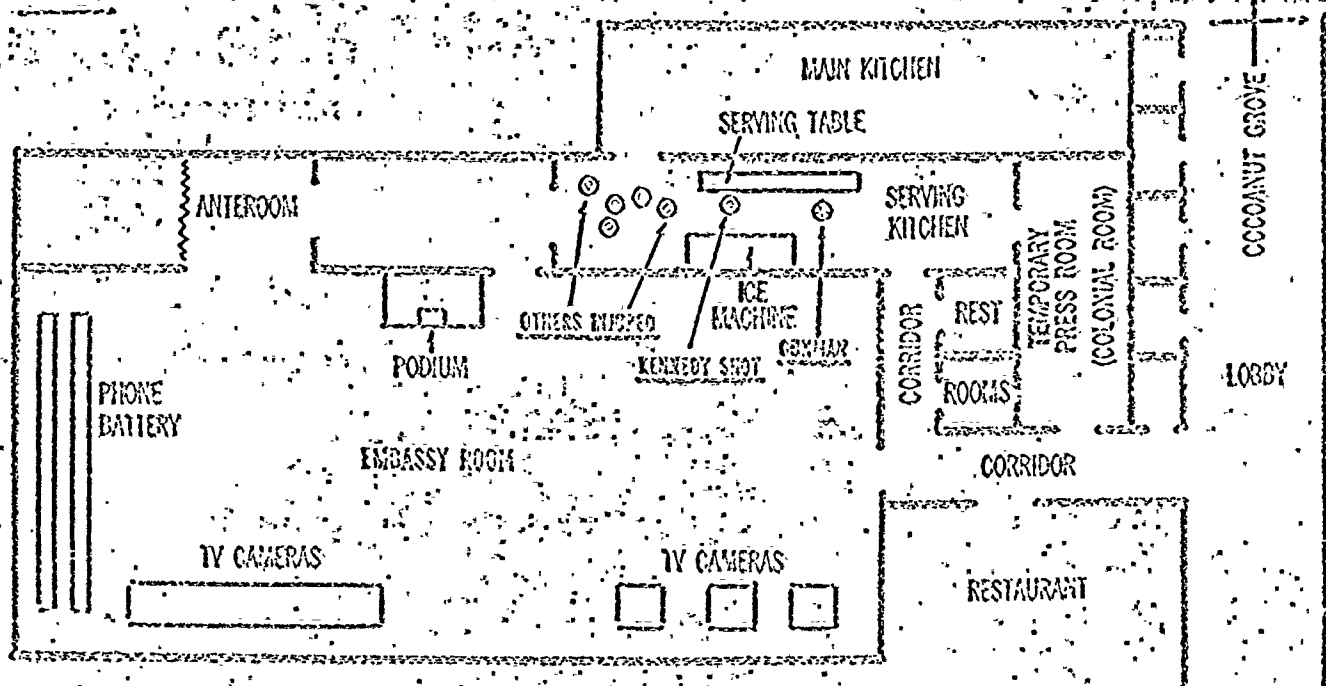 MAIN KITCHEN
SERVING TABLE
COCOANUT GROVE
ANTEROOM
SERVING
KITCHEN
TEMPORARY
PRESS ROOM
(COLONIAL ROOM)
OTHERS INJURED
ICE
MACHINE
KENNEDY SHOT
GUNMAN
CORRIDOR
REST
ROOMS
PODIUM
LOBBY
PHONE
BATTERY
EMBASSY ROOM
CORRIDOR
TV CAMERAS
TV CAMERAS
RESTAURANT